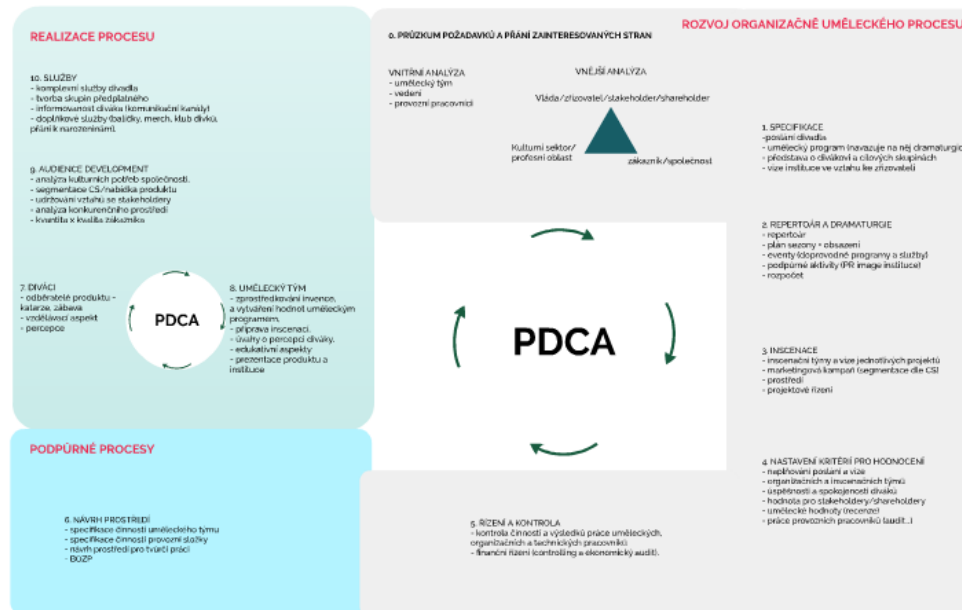 REALIZACE PROCESU
10. SLUŽBY
- komplexní služby divadla
- tvorba skupin předplatného
- informovanost diváka (komunikační kanály)
- doplňkové služby (balíčky, merch, klub diváků,
přání k narozeninám).
9. AUDIENCE DEVELOPMENT
- analýza kulturních potřeb společnosti,
- segmentace CS/nabídka produktu
- udržování vztahů se stakeholdery
- analýza konkurenčního prostředí
- kvantita x kvalita zákazníka
7. DIVÁCI
- odběratelé produktu -
katarze, zábava
- vzdělávací aspekt
- percepce
PDCA
8. UMĚLECKÝ TÝM
- zprostředkování invence,
a vytváření hodnot uměleckým
programem,
- příprava inscenací,
- úvahy o percepci diváky,
- edukativní aspekty
- prezentace produktu a
instituce
PODPŮRNÉ PROCESY
6. NÁVRH PROSTŘEDÍ
- specifikace činností uměleckého týmu
- specifikace činností provozní složky
- návrh prostředí pro tvůrčí práci
- BOZP
0. PRŮZKUM POŽADAVKŮ A PŘÁNÍ ZAINTERESOVANÝCH STRAN
VNITŘNÍ ANALÝZA
- umělecký tým
- vedení
- provozní pracovníci
VNĚJŠÍ ANALÝZA
Vláda/zřizovatel/stakeholder/shareholder
Kulturní sektor/
profesní oblast
zákazník/společnost
PDCA
5. ŘÍZENÍ A KONTROLA
- kontrola činností a výsledků práce uměleckých,
organizačních a technických pracovníků
- finanční řízení (controlling a ekonomický audit).
ROZVOJ ORGANIZAČNĚ UMĚLECKÉHO PROCESU
1. SPECIFIKACE
-poslání divadla
- umělecký program (navazuje na něj dramaturgic
- představa o divákovi a cílových skupinách
- vize instituce ve vztahu ke zřizovateli
2. REPERTOÁR A DRAMATURGIE
- repertoár
- plán sezony + obsazení
- eventy (doprovodné programy a služby)
- podpůrné aktivity (PR image instituce)
- rozpočet
3. INSCENACE
- inscenační týmy a vize jednotlivých projektů
- marketingová kampaň (segmentace dle CS)
- prostředí
- projektové řízení
4. NASTAVENÍ KRITÉRIÍ PRO HODNOCENÍ
- naplňování poslání a vize
- organizačních a inscenačních týmů
- úspěšnosti a spokojenosti diváků
- hodnota pro stakeholdery/shareholdery
- umělecké hodnoty (recenze)
- práce provozních pracovníků (audit...)